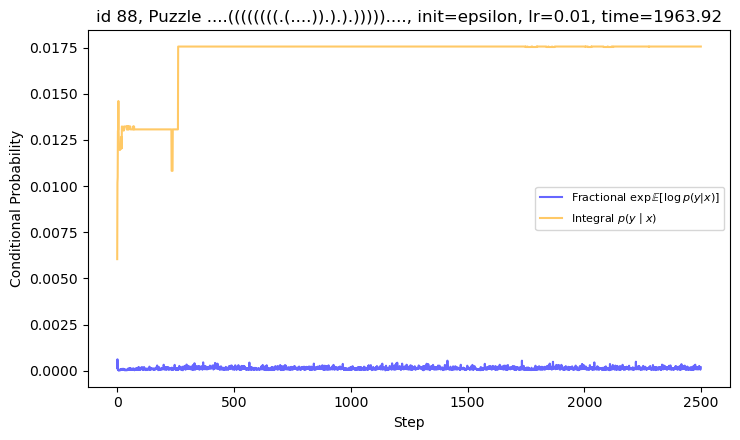 id 88, Puzzle ....((((((((.(....)).).).)))))...., init=epsilon, lr=0.01, time=1963.92
Conditional Probability
0.0175
0.0150
0.0125
0.0100
0.0075
0.0050
0.0025
0.0000
Fractional exp𝔼[log p(y|x)]
Integral p(y | x)
0 500 1000 1500 2000 2500
Step